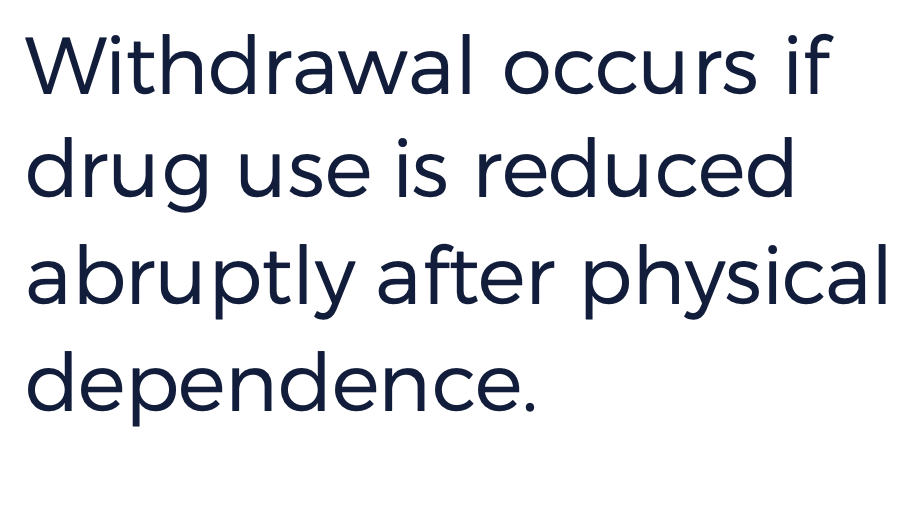 Withdrawal occurs if
drug use is reduced
abruptly after physical
dependence.